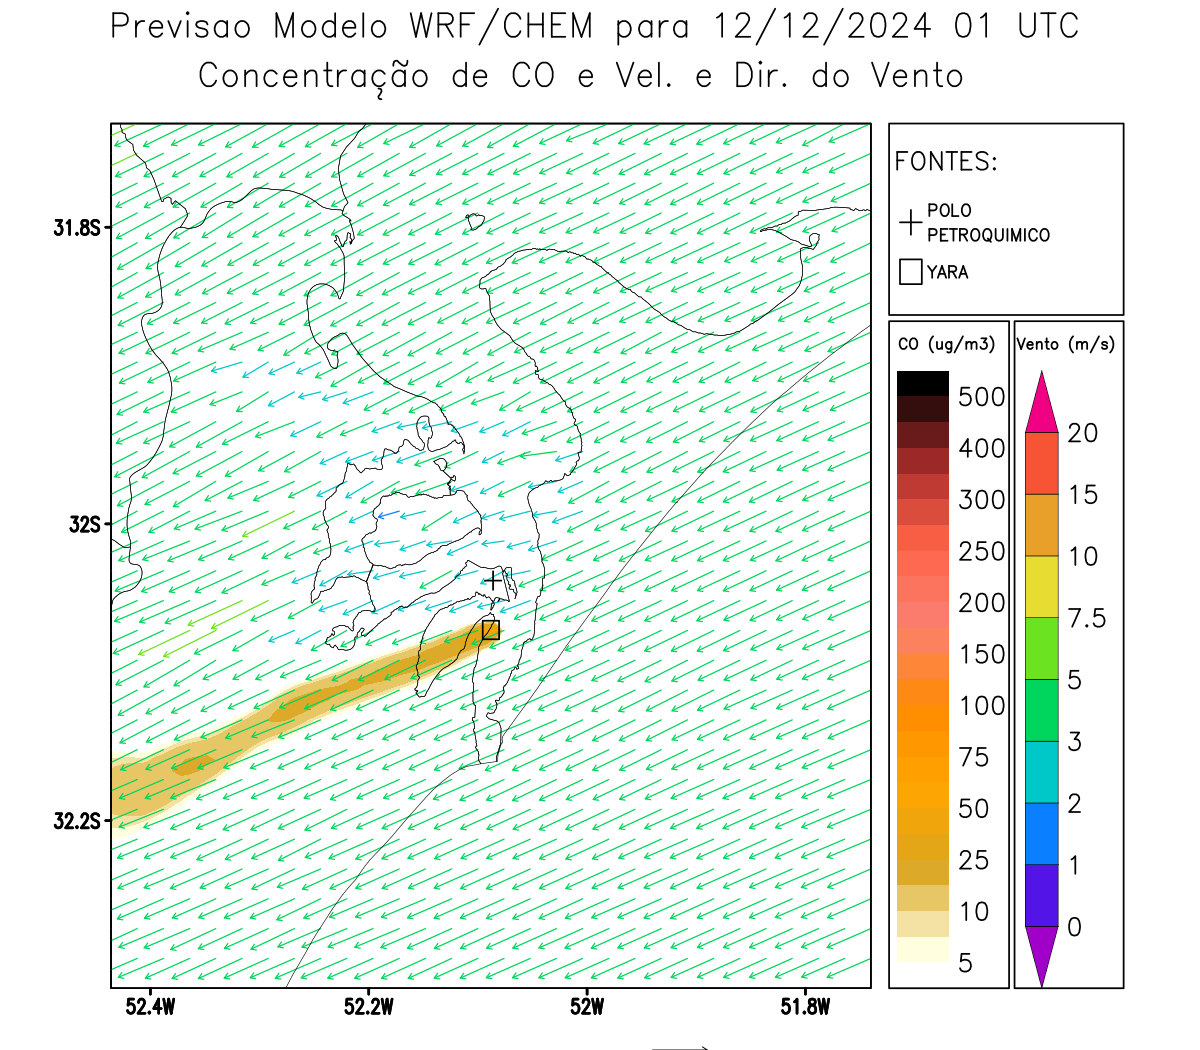 Previsao Modelo WRF/CHEM para 12/12/2024 01 UTC
Concentração de CO e Vel. e Dir. do Vento
FONTES:
POLO
PETROQUIMICO
YARA
CO (ug/m3)
500
400
300
250
200
150
100
75
50
25
10
5
Vento (m/s)
20
15
10
7.5
5
3
2
1
0
31.8S
32S
32.2S
52.4W
52.2W
52W
51.8W